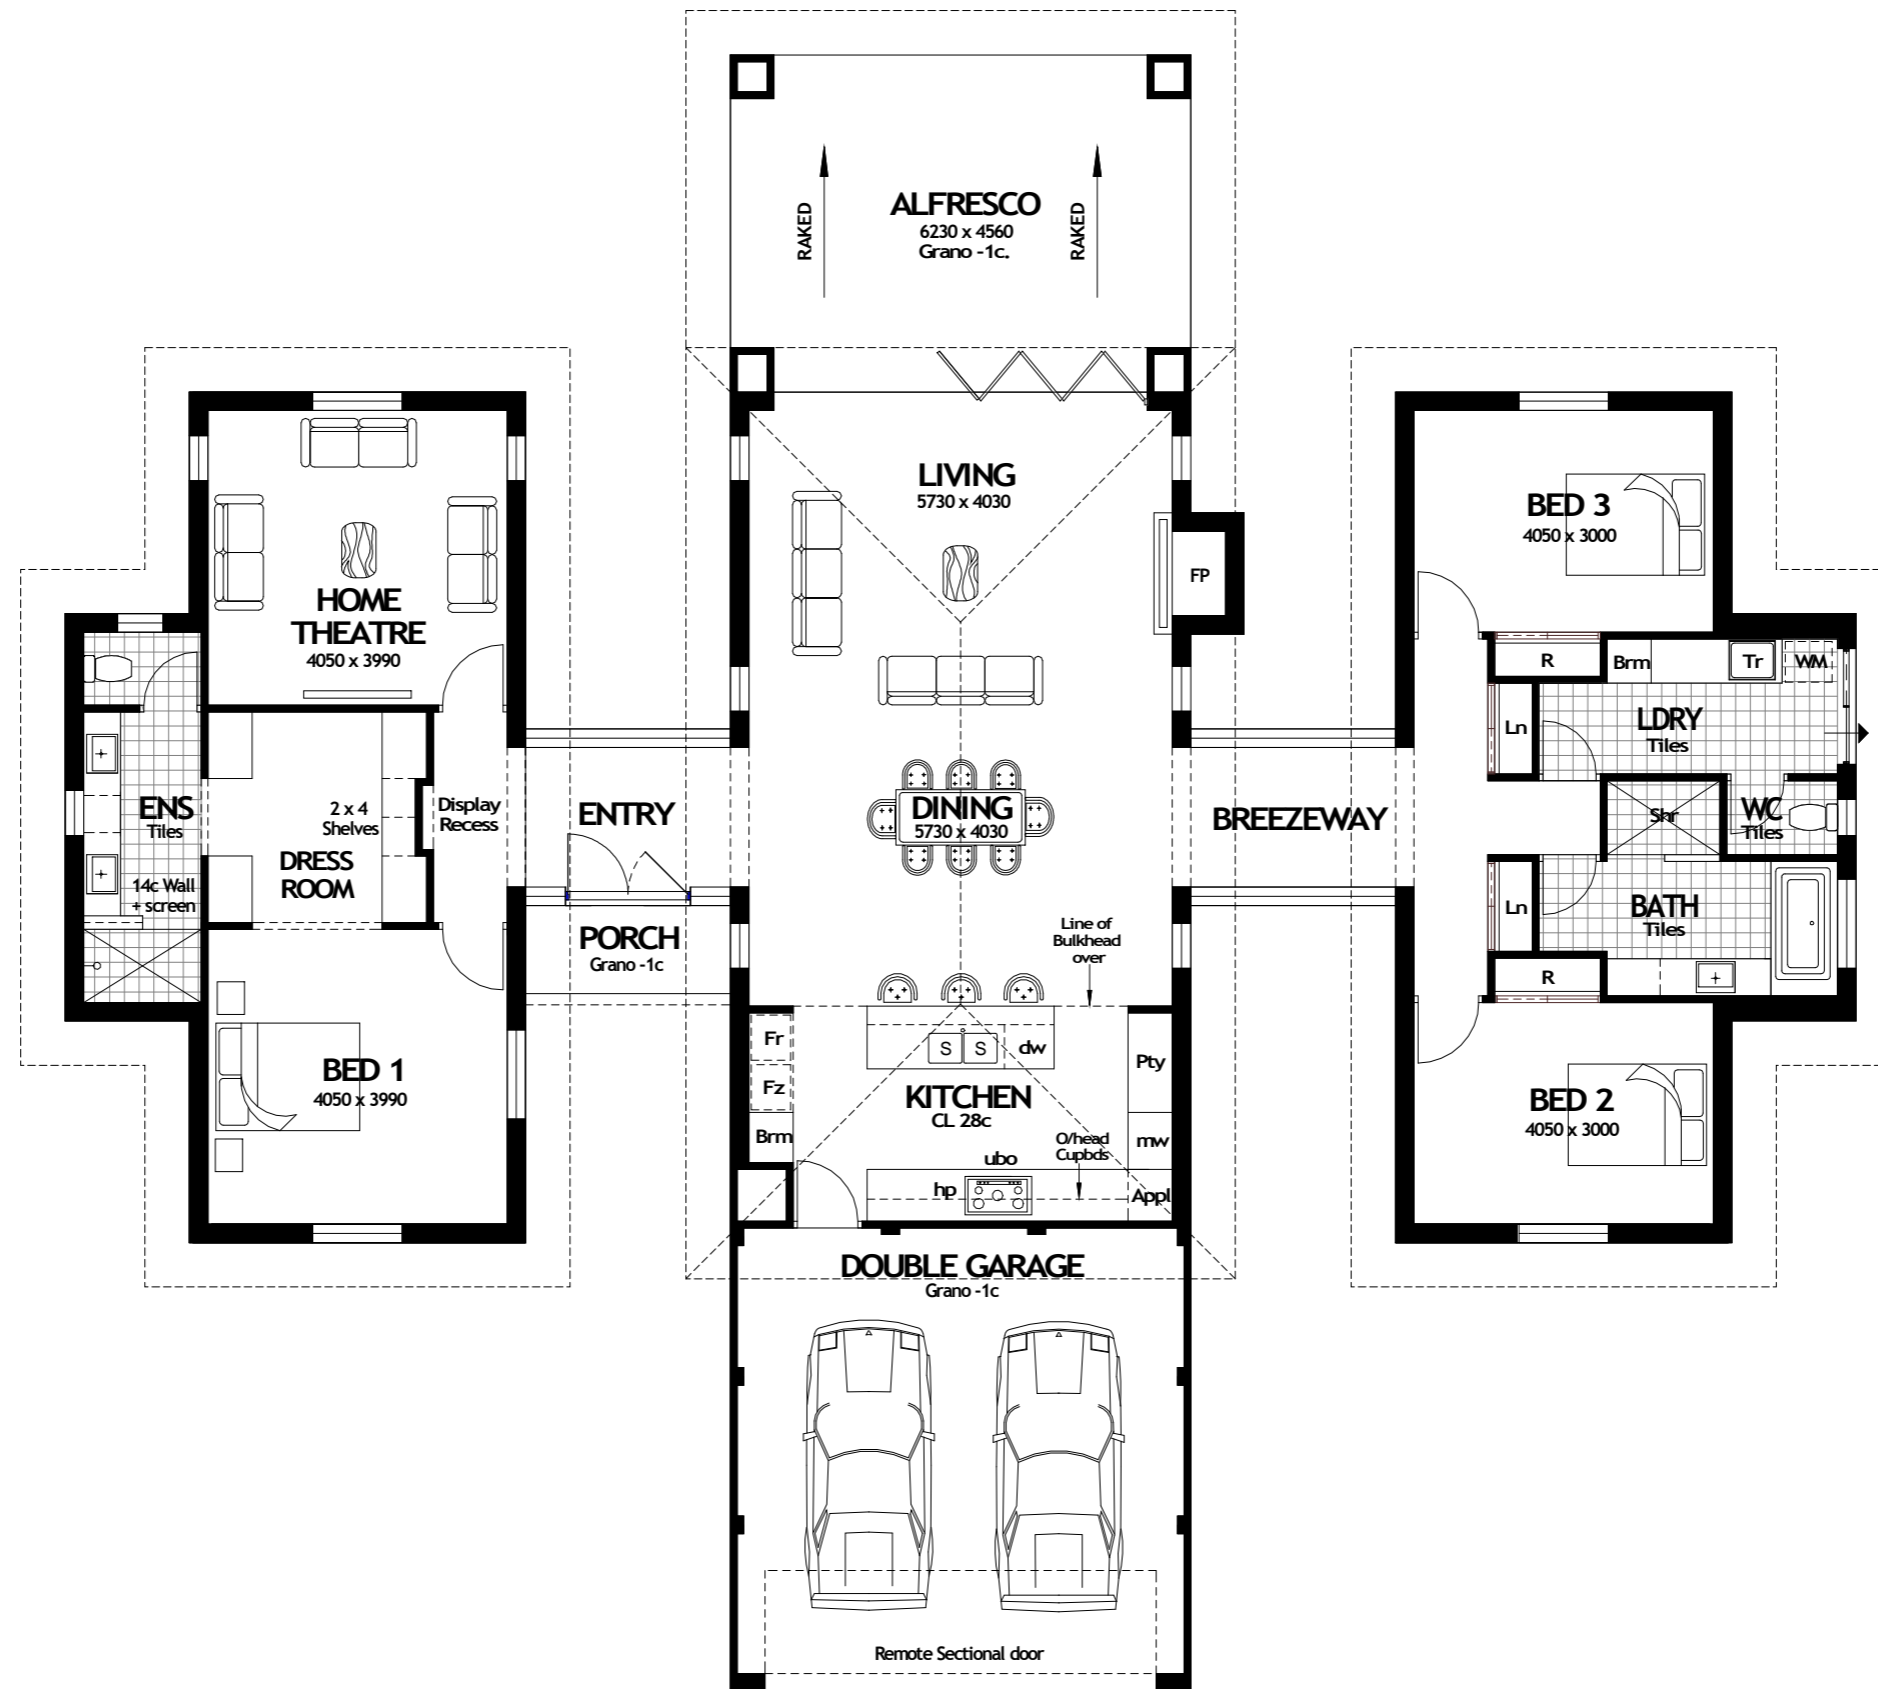 ALFRESCO
6230 x 4560
Grano -1c.
RAKED
RAKED
LIVING
5730 x 4030
FP
HOME
THEATRE
4050 x 3990
ENS
Tiles
14c Wall
+ screen
2 x 4
Shelves
DRESS
ROOM
Display
Recess
BED 1
4050 x 3990
ENTRY
PORCH
Grano -1c
DINING
5730 x 4030
Line of
Bulkhead
over
BREEZEWAY
BED 3
4050 x 3000
R
Brm
Tr
WM
Ln
LDRY
Tiles
Shr
WC
Tiles
Ln
BATH
Tiles
R
BED 2
4050 x 3000
Fr
Fz
Brm
S S
dw
Pty
KITCHEN
CL 28c
mw
O/head
Cupbds
ubo
hp
Appl
DOUBLE GARAGE
Grano -1c
Remote Sectional door